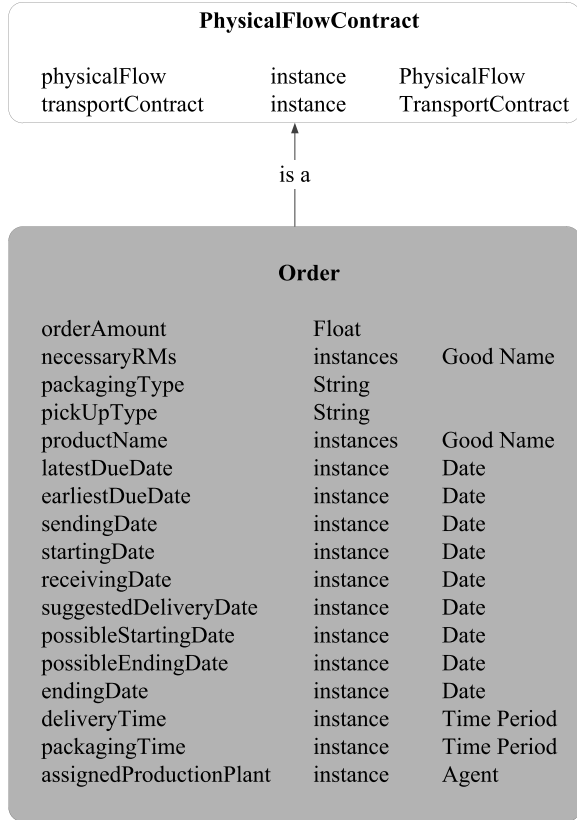 PhysicalFlowContract
physicalFlow instance PhysicalFlow
transportContract instance TransportContract
is a
Order
orderAmount Float
necessaryRMs instances Good Name
packagingType String
pickUpType String
productName instances Good Name
latestDueDate instance Date
earliestDueDate instance Date
sendingDate instance Date
startingDate instance Date
receivingDate instance Date
suggestedDeliveryDate instance Date
possibleStartingDate instance Date
possibleEndingDate instance Date
endingDate instance Date
deliveryTime instance Time Period
packagingTime instance Time Period
assignedProductionPlant instance Agent